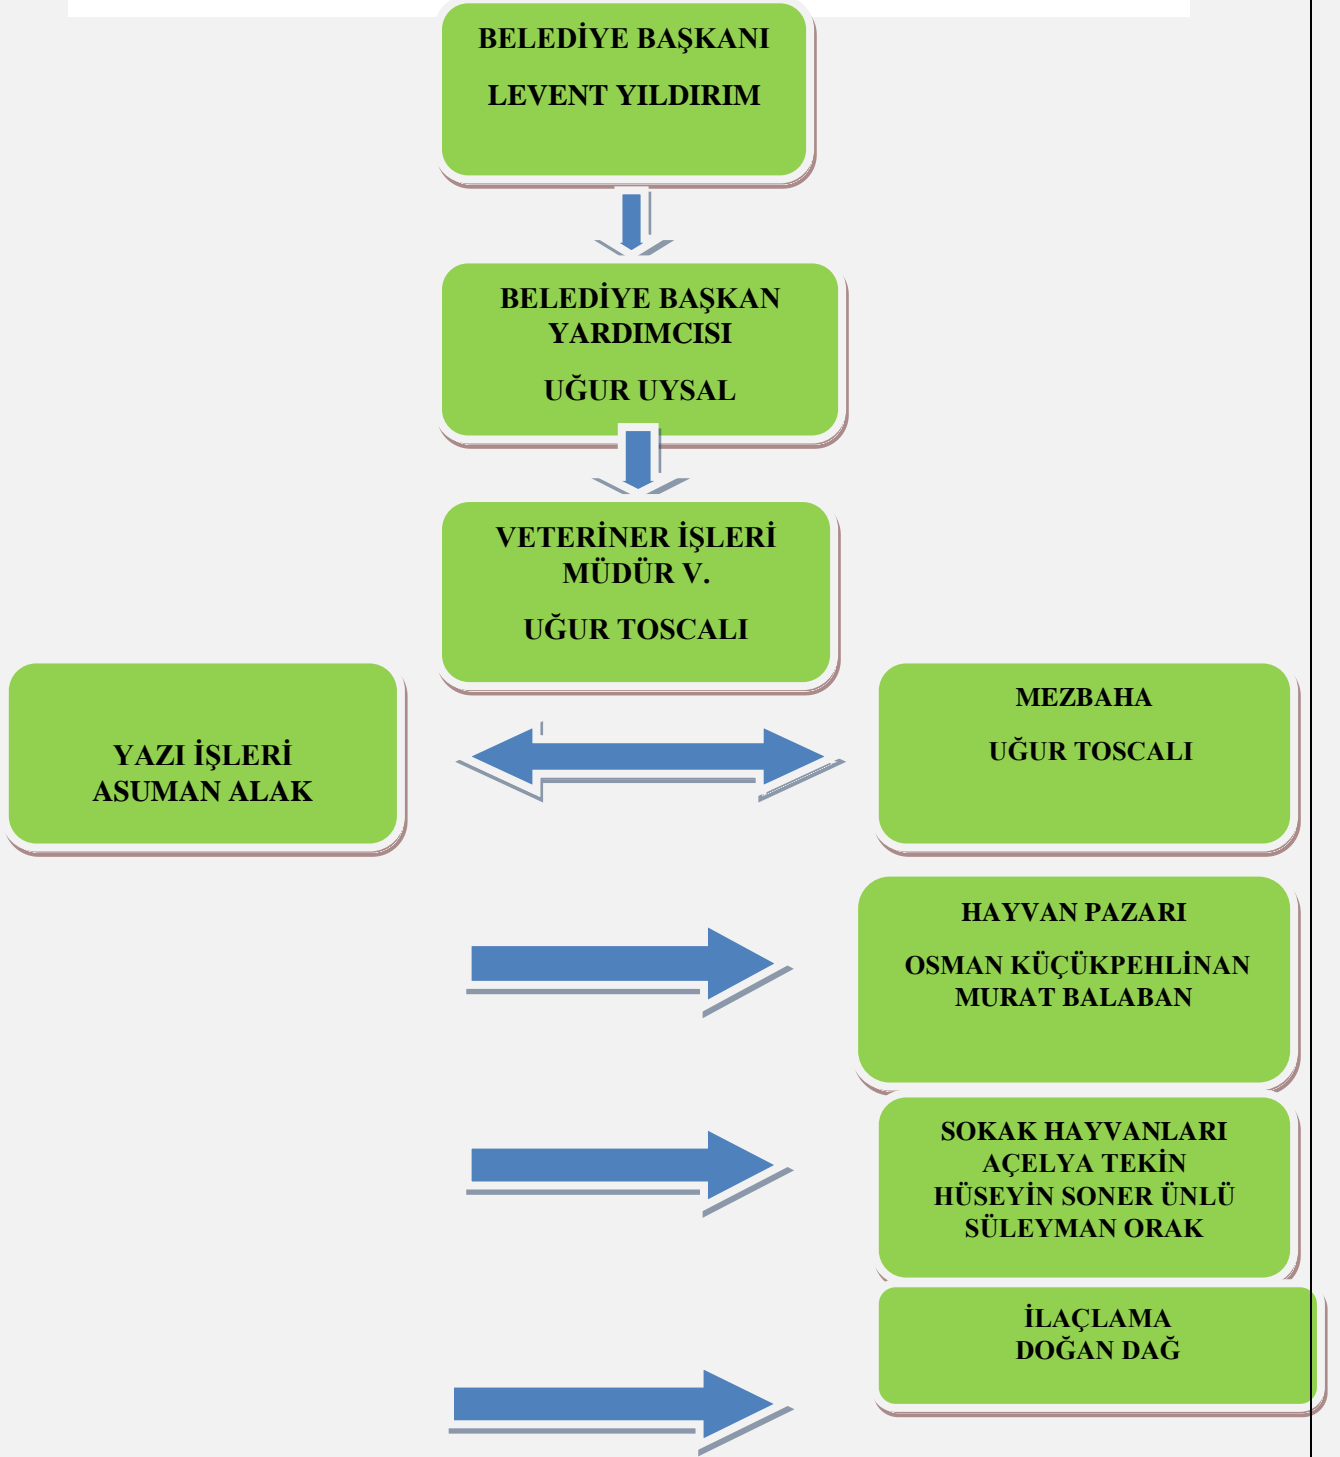 BELEDİYE BAŞKANI
LEVENT YILDIRIM
BELEDİYE BAŞKAN
YARDIMCISI
UĞUR UYSAL
VETERİNER İŞLERİ
MÜDÜR V.
UĞUR TOSCALI
YAZI İŞLERİ
ASUMAN ALAK
MEZBAHA
UĞUR TOSCALI
HAYVAN PAZARI
OSMAN KÜÇÜKPEHLİNAN
MURAT BALABAN
SOKAK HAYVANLARI
AÇELYA TEKİN
HÜSEYİN SONER ÜNLÜ
SÜLEYMAN ORAK
İLAÇLAMA
DOĞAN DAĞ